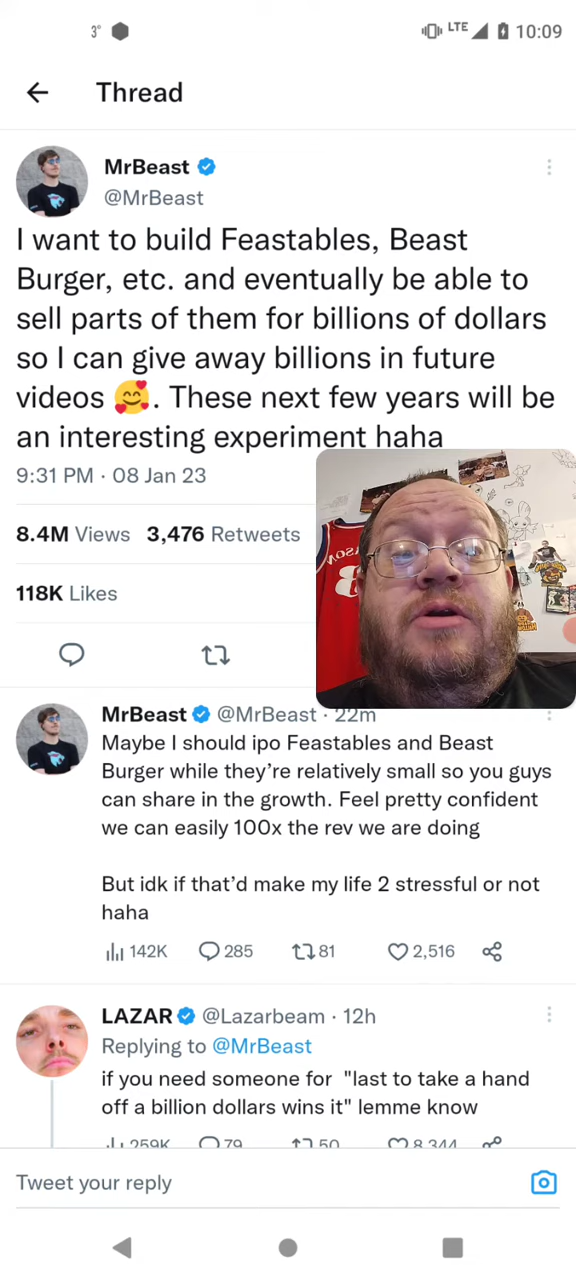 3°
LTE 10:09
Thread
MrBeast
@MrBeast
I want to build Feastables, Beast
Burger, etc. and eventually be able to
sell parts of them for billions of dollars
so I can give away billions in future
videos 🥰. These next few years will be
an interesting experiment haha
9:31 PM · 08 Jan 23
8.4M Views 3,476 Retweets
118K Likes
MrBeast @MrBeast · 22m
Maybe I should ipo Feastables and Beast
Burger while they’re relatively small so you guys
can share in the growth. Feel pretty confident
we can easily 100x the rev we are doing
But idk if that’d make my life 2 stressful or not
haha
142K 285 81 2,516
LAZAR @Lazarbeam · 12h
Replying to @MrBeast
if you need someone for "last to take a hand
off a billion dollars wins it" lemme know
259K 79 50 8,344
Tweet your reply